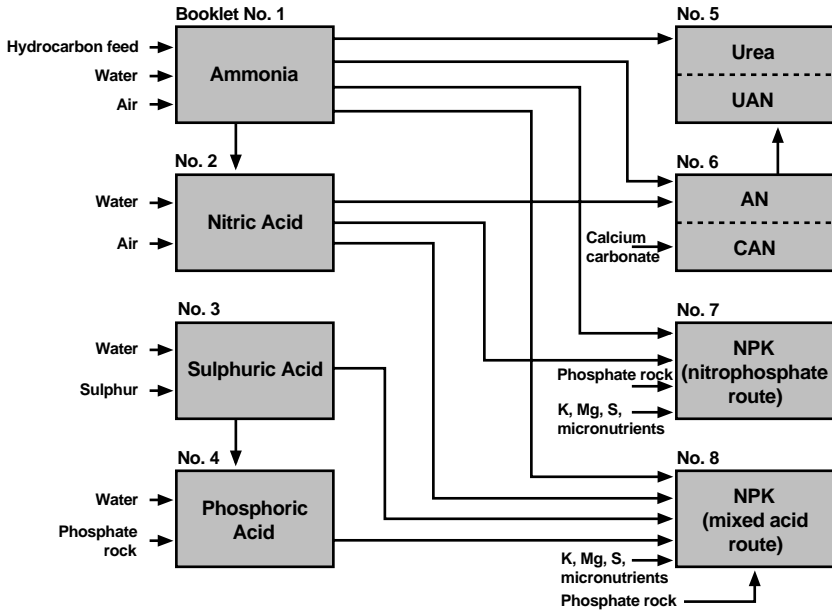 Booklet No. 1
Hydrocarbon feed
Water
Air
Ammonia
No. 2
Water
Air
Nitric Acid
No. 3
Water
Sulphur
Sulphuric Acid
No. 4
Water
Phosphate
rock
Phosphoric
Acid
No. 5
Urea
UAN
No. 6
AN
Calcium
carbonate
CAN
No. 7
NPK
(nitrophosphate
route)
Phosphate rock
K, Mg, S,
micronutrients
No. 8
NPK
(mixed acid
route)
K, Mg, S,
micronutrients
Phosphate rock